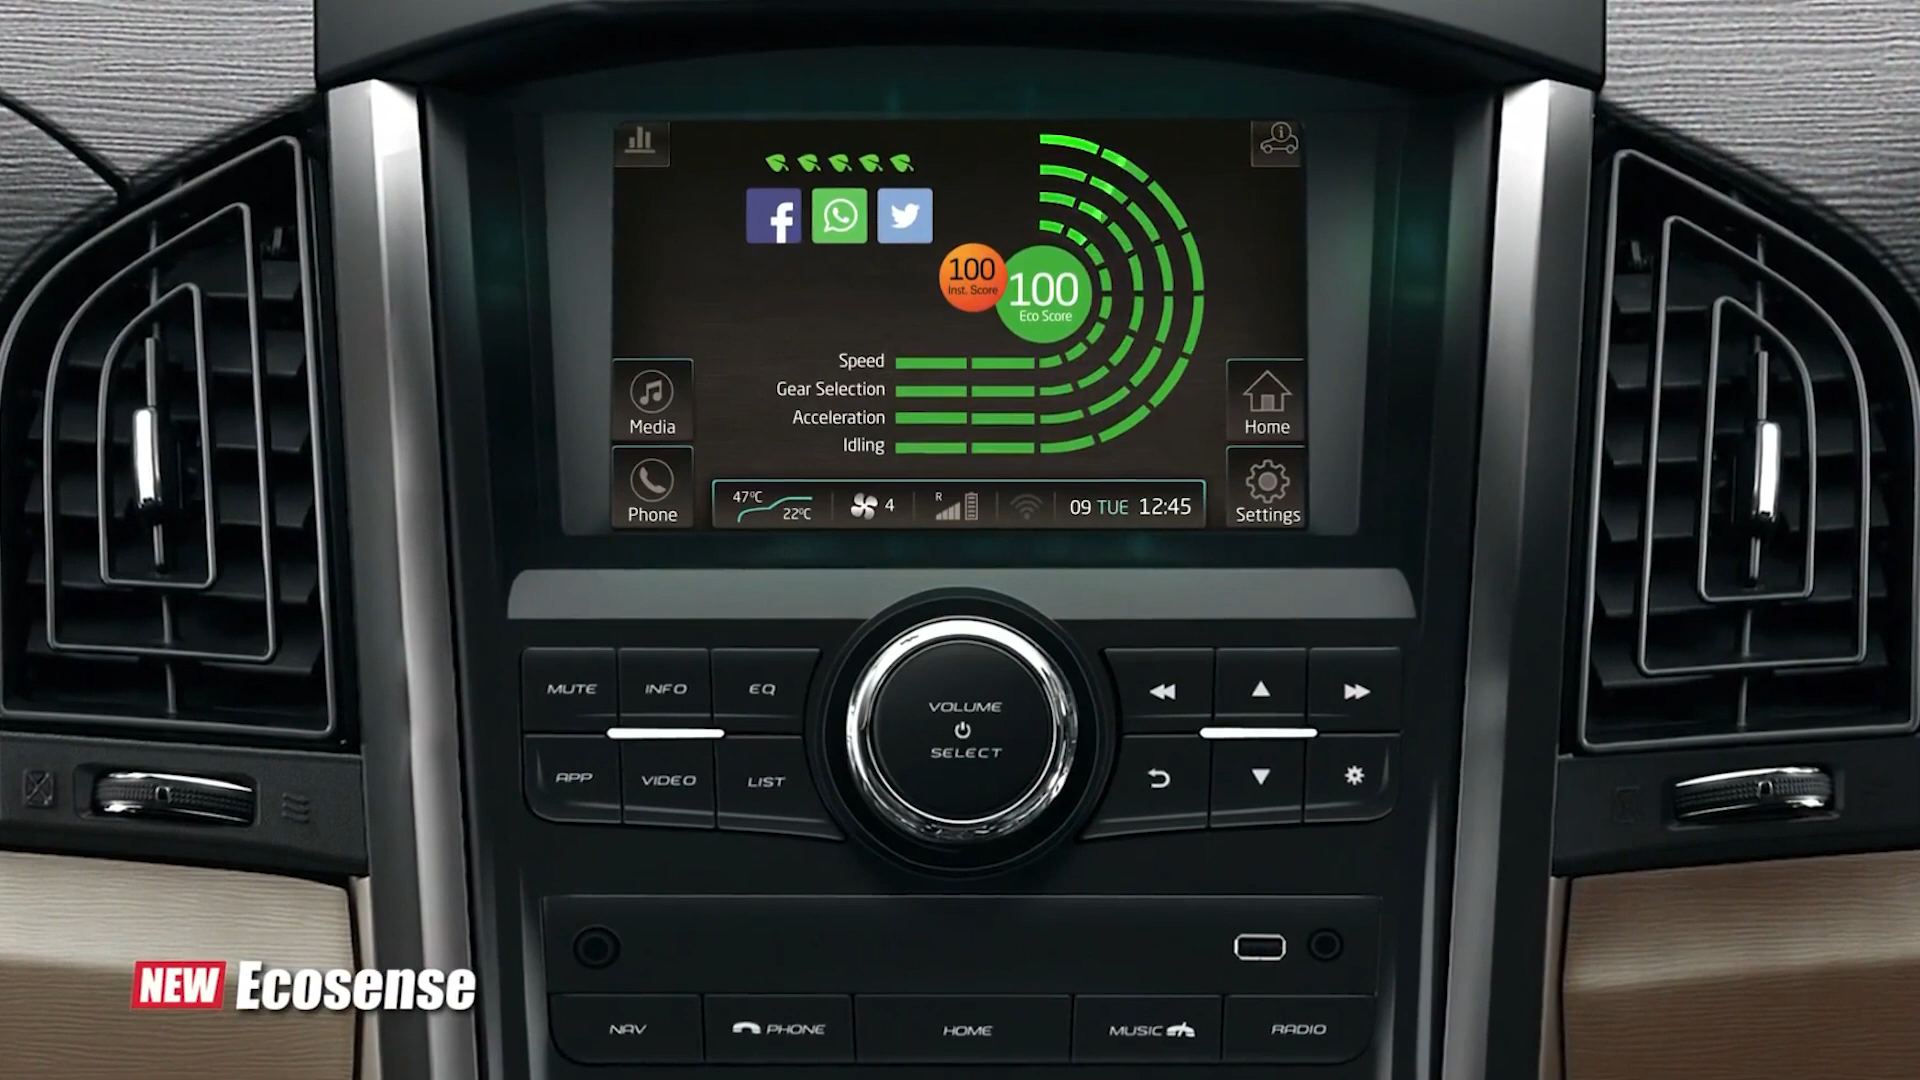 100
Inst. Score
100
Eco Score
Speed
Gear Selection
Acceleration
Idling
Media
Home
Phone
Settings
47°C
22°C
4
R
09 TUE 12:45
MUTE
INFO
EQ
VOLUME
SELECT
APP
VIDEO
LIST
NEW Ecosense
NAV
PHONE
HOME
MUSIC
RADIO